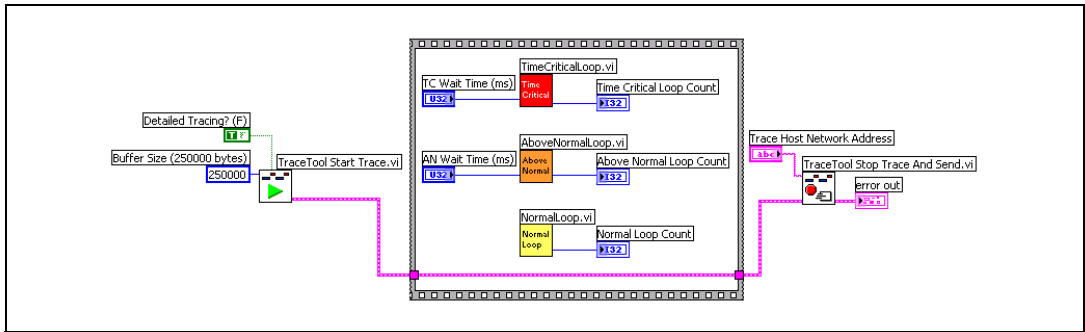 TimeCriticalLoop.vi
TC Wait Time (ms)
Time
Critical
Time Critical Loop Count
U32
I32
Detailed Tracing? (F)
TF
Buffer Size (250000 bytes)
TraceTool Start Trace.vi
250000
AboveNormalLoop.vi
AN Wait Time (ms)
Above
Normal
Above Normal Loop Count
U32
I32
Trace Host Network Address
abc
TraceTool Stop Trace And Send.vi
error out
NormalLoop.vi
Normal
Loop
Normal Loop Count
I32